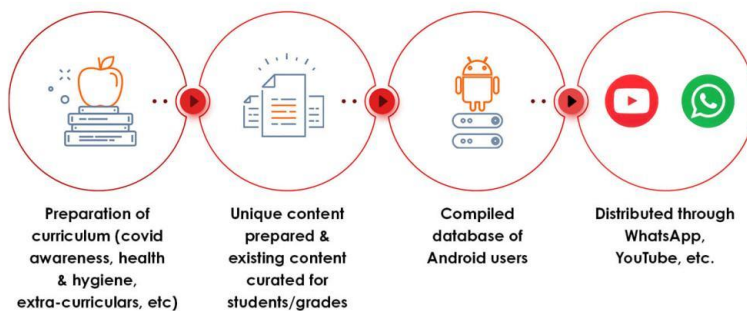 Preparation of
curriculum (covid
awareness, health
& hygiene,
extra-curriculars, etc)
Unique content
prepared &
existing content
curated for
students/grades
Compiled
database of
Android users
Distributed through
WhatsApp,
YouTube, etc.